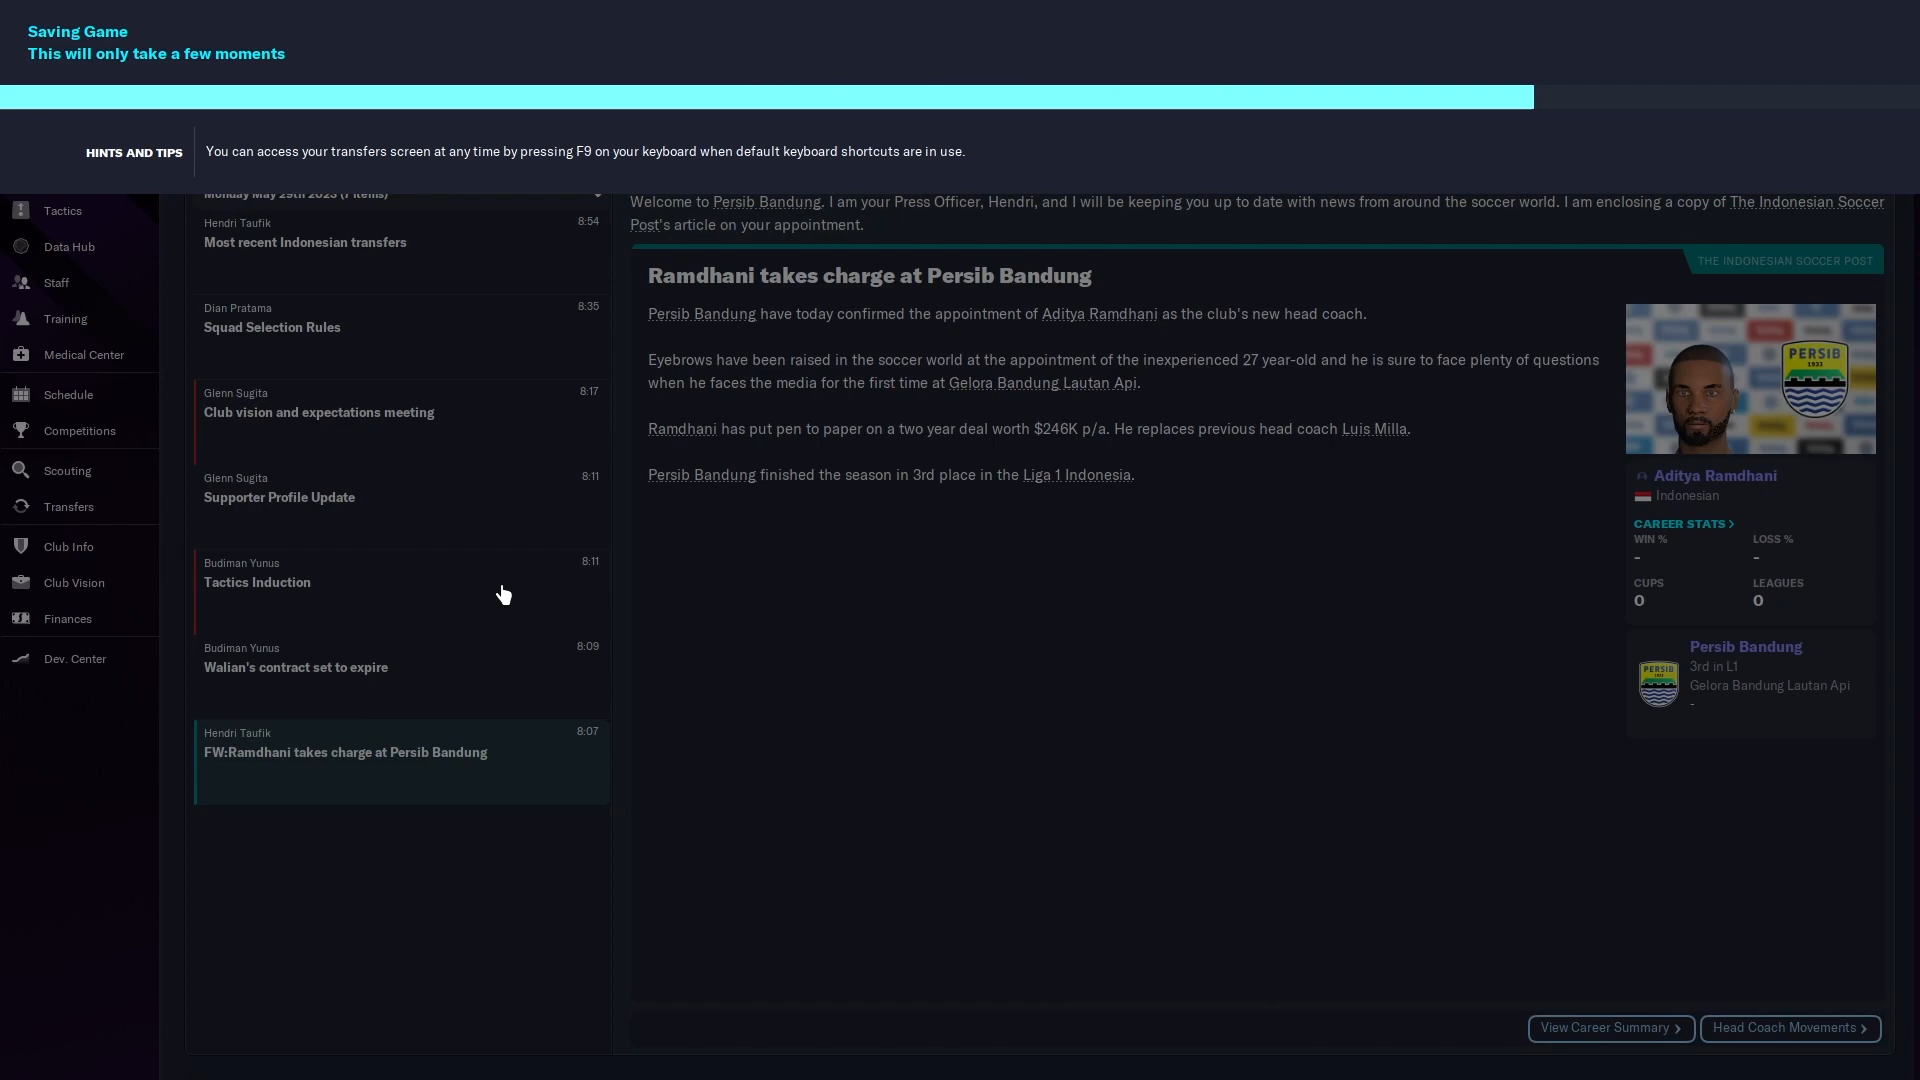 Saving Game
This will only take a few moments
HINTS AND TIPS
You can access your transfers screen at any time by pressing F9 on your keyboard when default keyboard shortcuts are in use.
Tactics
Data Hub
Staff
Training
Medical Center
Schedule
Competitions
Scouting
Transfers
Club Info
Club Vision
Finances
Dev. Center
Monday May 29th 2023 (7 items)
Hendri Taufik 8:54
Most recent Indonesian transfers
Dian Pratama 8:35
Squad Selection Rules
Glenn Sugita 8:17
Club vision and expectations meeting
Glenn Sugita 8:11
Supporter Profile Update
Budiman Yunus 8:11
Tactics Induction
Budiman Yunus 8:09
Walian's contract set to expire
Hendri Taufik 8:07
FW:Ramdhani takes charge at Persib Bandung
Welcome to Persib Bandung. I am your Press Officer, Hendri, and I will be keeping you up to date with news from around the soccer world. I am enclosing a copy of The Indonesian Soccer
Post's article on your appointment.
THE INDONESIAN SOCCER POST
Ramdhani takes charge at Persib Bandung
Persib Bandung have today confirmed the appointment of Aditya Ramdhani as the club's new head coach.
Eyebrows have been raised in the soccer world at the appointment of the inexperienced 27 year-old and he is sure to face plenty of questions
when he faces the media for the first time at Gelora Bandung Lautan Api.
Ramdhani has put pen to paper on a two year deal worth $246K p/a. He replaces previous head coach Luis Milla.
Persib Bandung finished the season in 3rd place in the Liga 1 Indonesia.
PERSIB
1933
Aditya Ramdhani
Indonesian
CAREER STATS >
WIN % LOSS %
- -
CUPS LEAGUES
0 0
PERSIB
1933
Persib Bandung
3rd in L1
Gelora Bandung Lautan Api
-
View Career Summary >
Head Coach Movements >